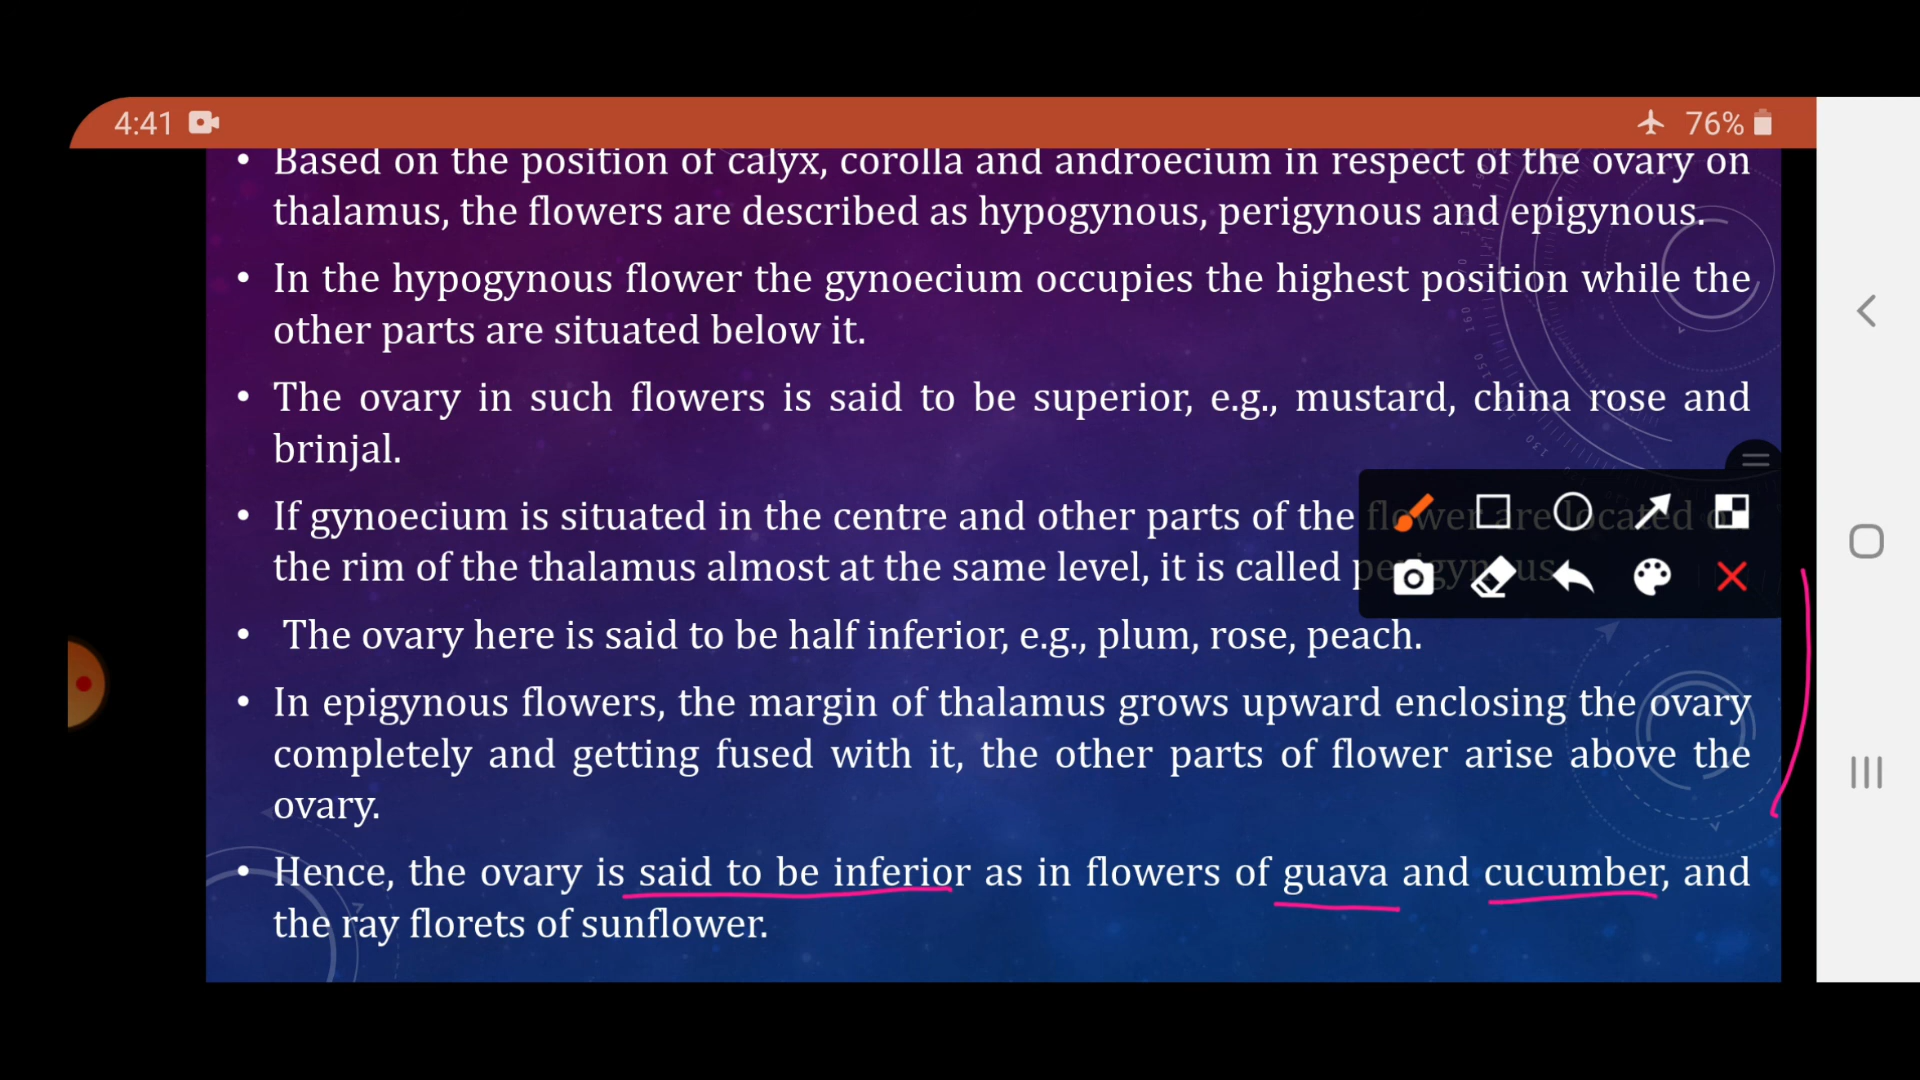 4:41
76%
• Based on the position of calyx, corolla and androecium in respect of the ovary on
thalamus, the flowers are described as hypogynous, perigynous and epigynous.
• In the hypogynous flower the gynoecium occupies the highest position while the
other parts are situated below it.
• The ovary in such flowers is said to be superior, e.g., mustard, china rose and
brinjal.
• If gynoecium is situated in the centre and other parts of the flower are located
the rim of the thalamus almost at the same level, it is called perigynous
• The ovary here is said to be half inferior, e.g., plum, rose, peach.
• In epigynous flowers, the margin of thalamus grows upward enclosing the ovary
completely and getting fused with it, the other parts of flower arise above the
ovary.
• Hence, the ovary is said to be inferior as in flowers of guava and cucumber, and
the ray florets of sunflower.